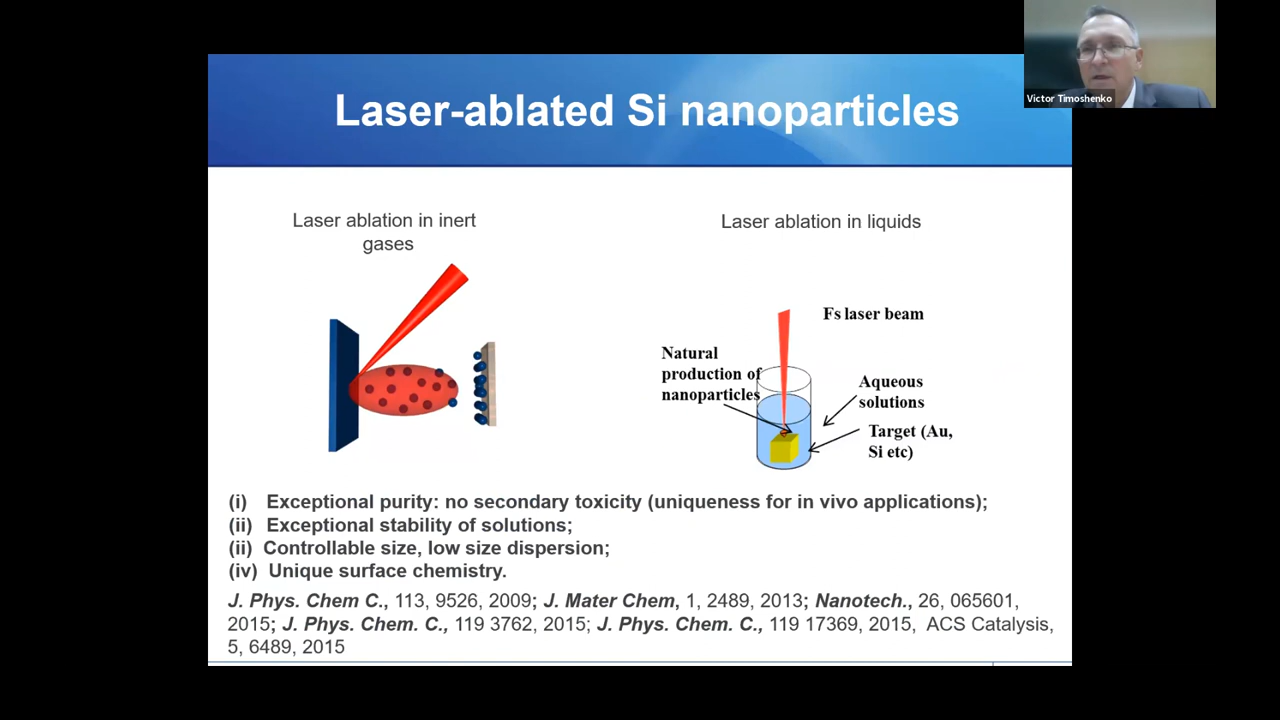 Victor Timoshenko
Laser-ablated Si nanoparticles
Laser ablation in inert
gases
Laser ablation in liquids
Fs laser beam
Natural
production of
nanoparticles
Aqueous
solutions
Target (Au,
Si etc)
(i) Exceptional purity: no secondary toxicity (uniqueness for in vivo applications);
(ii) Exceptional stability of solutions;
(ii) Controllable size, low size dispersion;
(iv) Unique surface chemistry.
J. Phys. Chem C., 113, 9526, 2009; J. Mater Chem, 1, 2489, 2013; Nanotech., 26, 065601,
2015; J. Phys. Chem. C., 119 3762, 2015; J. Phys. Chem. C., 119 17369, 2015, ACS Catalysis,
5, 6489, 2015